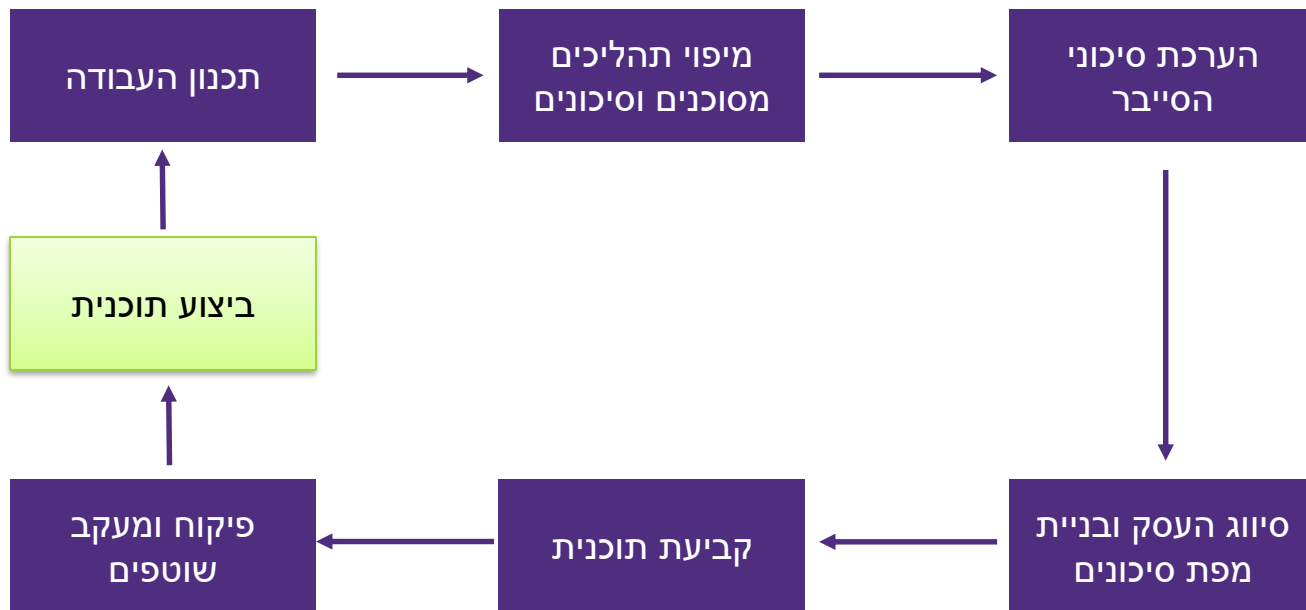 תכנון העבודה
מיפוי תהליכים
מסוכנים וסיכונים
הערכת סיכוני
הסייבר
סיווג העסק ובניית
מפת סיכונים
קביעת תוכנית
פיקוח ומעקב
שוטפים
ביצוע תוכנית